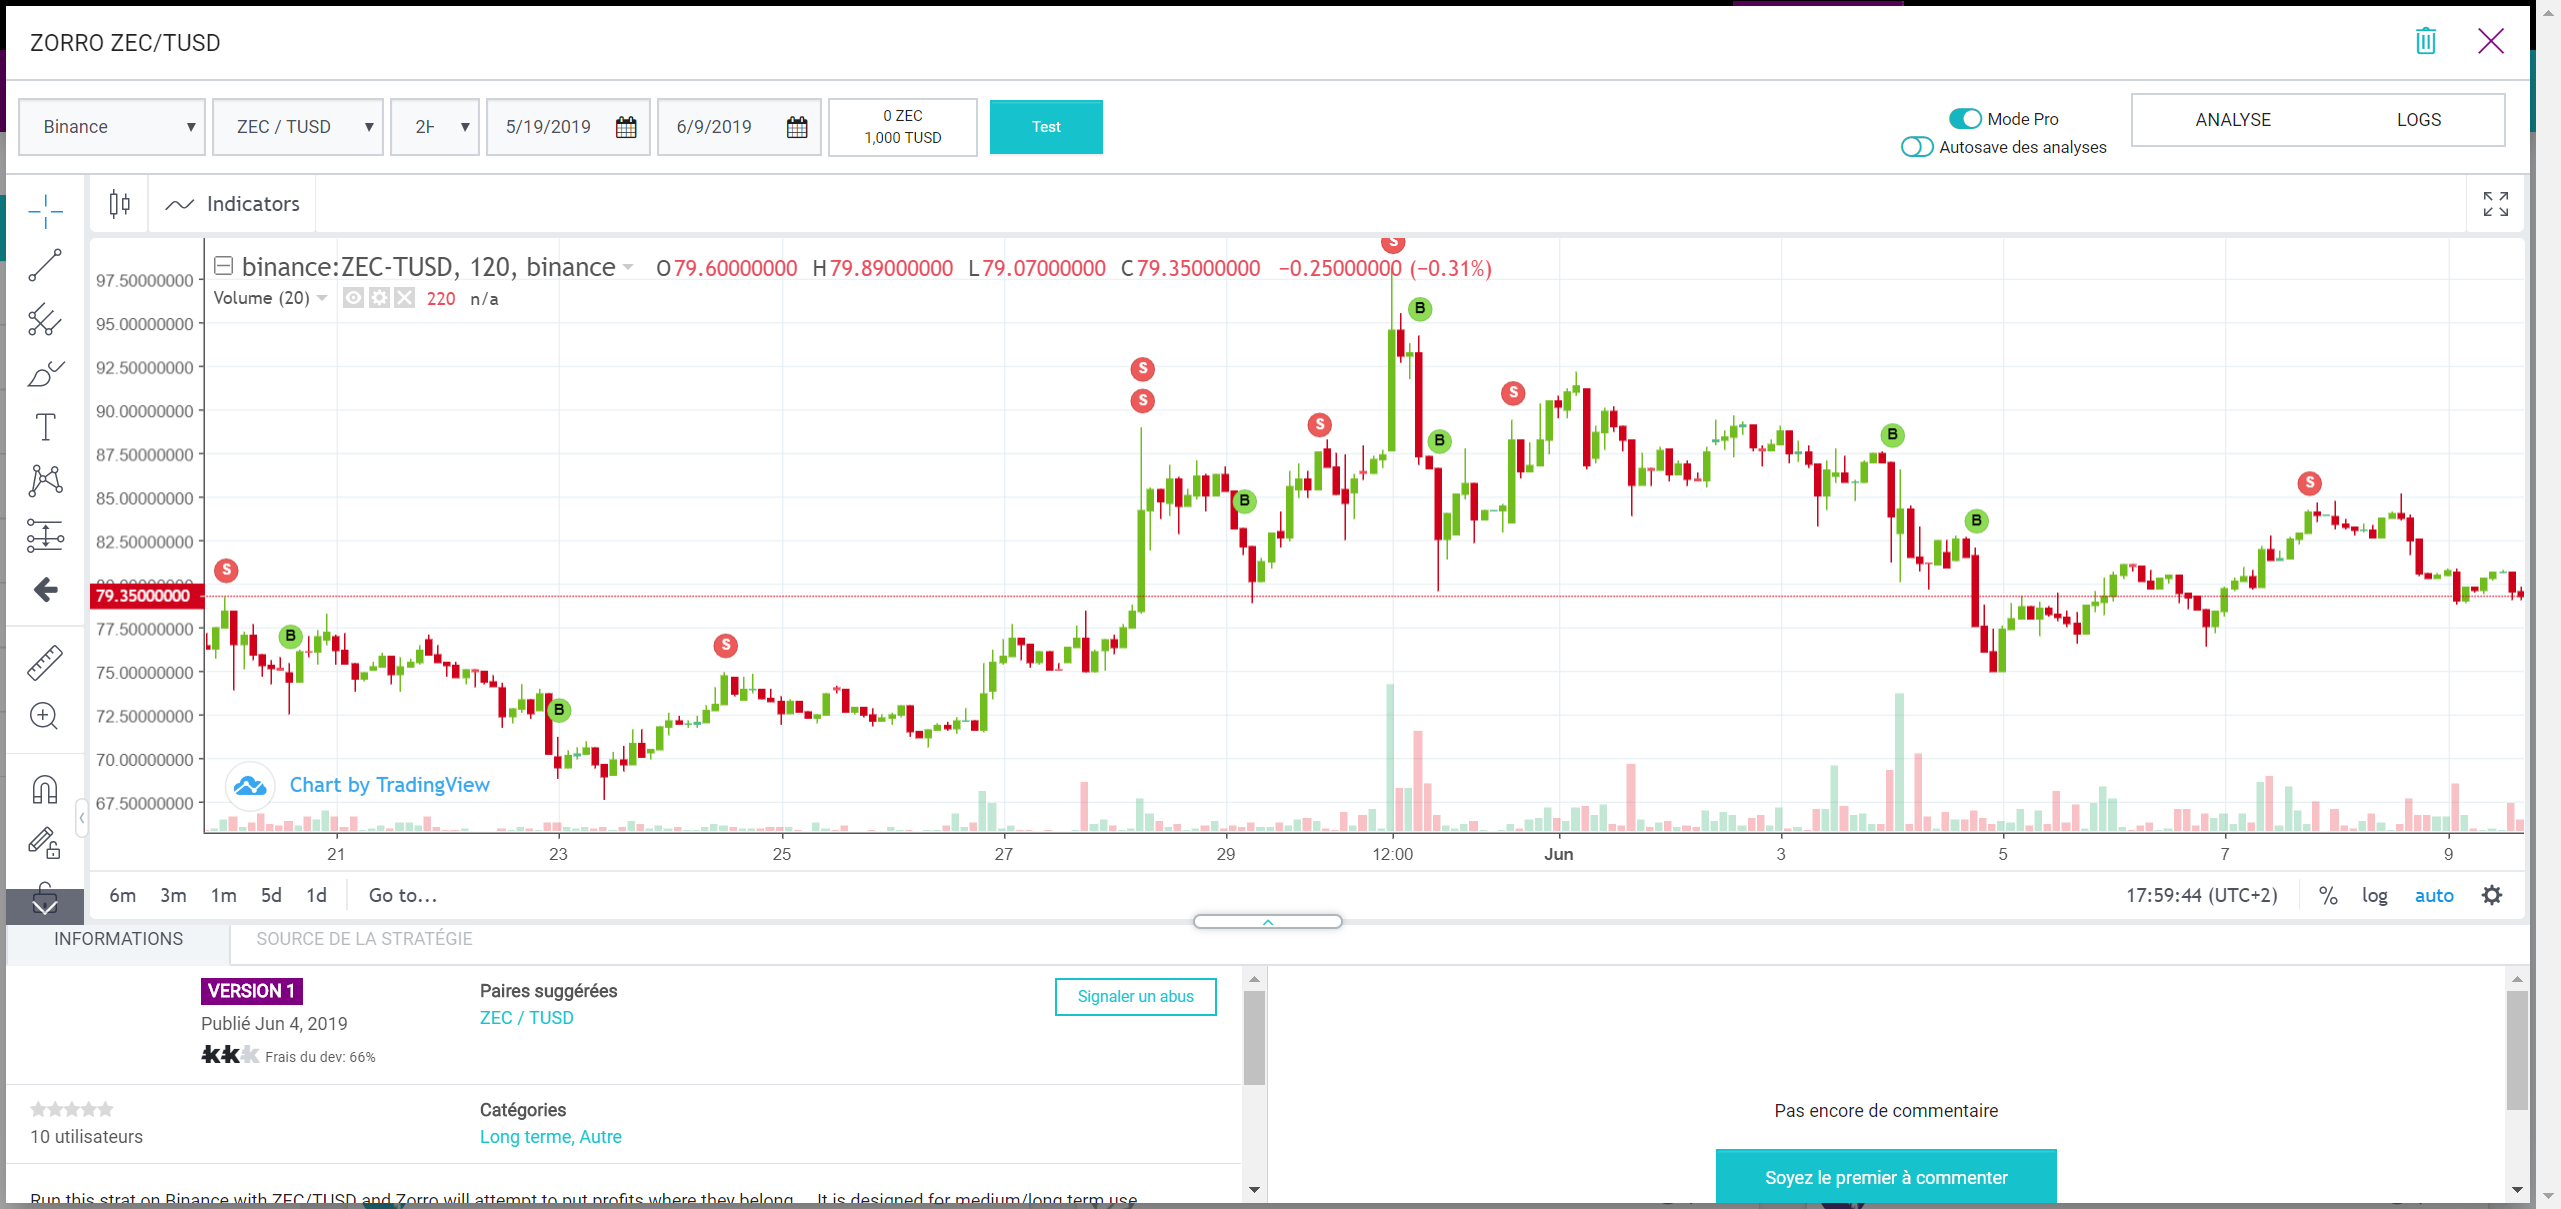 ZORRO ZEC/TUSD
Binance
ZEC / TUSD
5/19/2019
6/9/2019
0 ZEC
1,000 TUSD
Test
Mode Pro
Autosave des analyses
ANALYSE
LOGS
Indicators
binance:ZEC-TUSD, 120, binance O79.60000000 H79.89000000 L79.07000000 C79.35000000 −0.25000000 (−0.31%)
Volume (20) 220 n/a
97.50000000
95.00000000
92.50000000
90.00000000
87.50000000
85.00000000
82.50000000
79.35000000
77.50000000
75.00000000
72.50000000
70.00000000
67.50000000
S
B
S
S
S
B
S
B
S
B
S
B
S
B
B
S
B
Chart by TradingView
21 23 25 27 29 12:00 Jun 3 5 7 9
6m 3m 1m 5d 1d Go to...
17:59:44 (UTC+2) % log auto
INFORMATIONS
SOURCE DE LA STRATÉGIE
VERSION 1
Publié Jun 4, 2019
Frais du dev: 66%
Paires suggérées
ZEC / TUSD
Signaler un abus
10 utilisateurs
Catégories
Long terme, Autre
Run this strat on Binance with ZEC/TUSD and Zorro will attempt to put profits where they belong ... It is designed for medium/long term use
Pas encore de commentaire
Soyez le premier à commenter